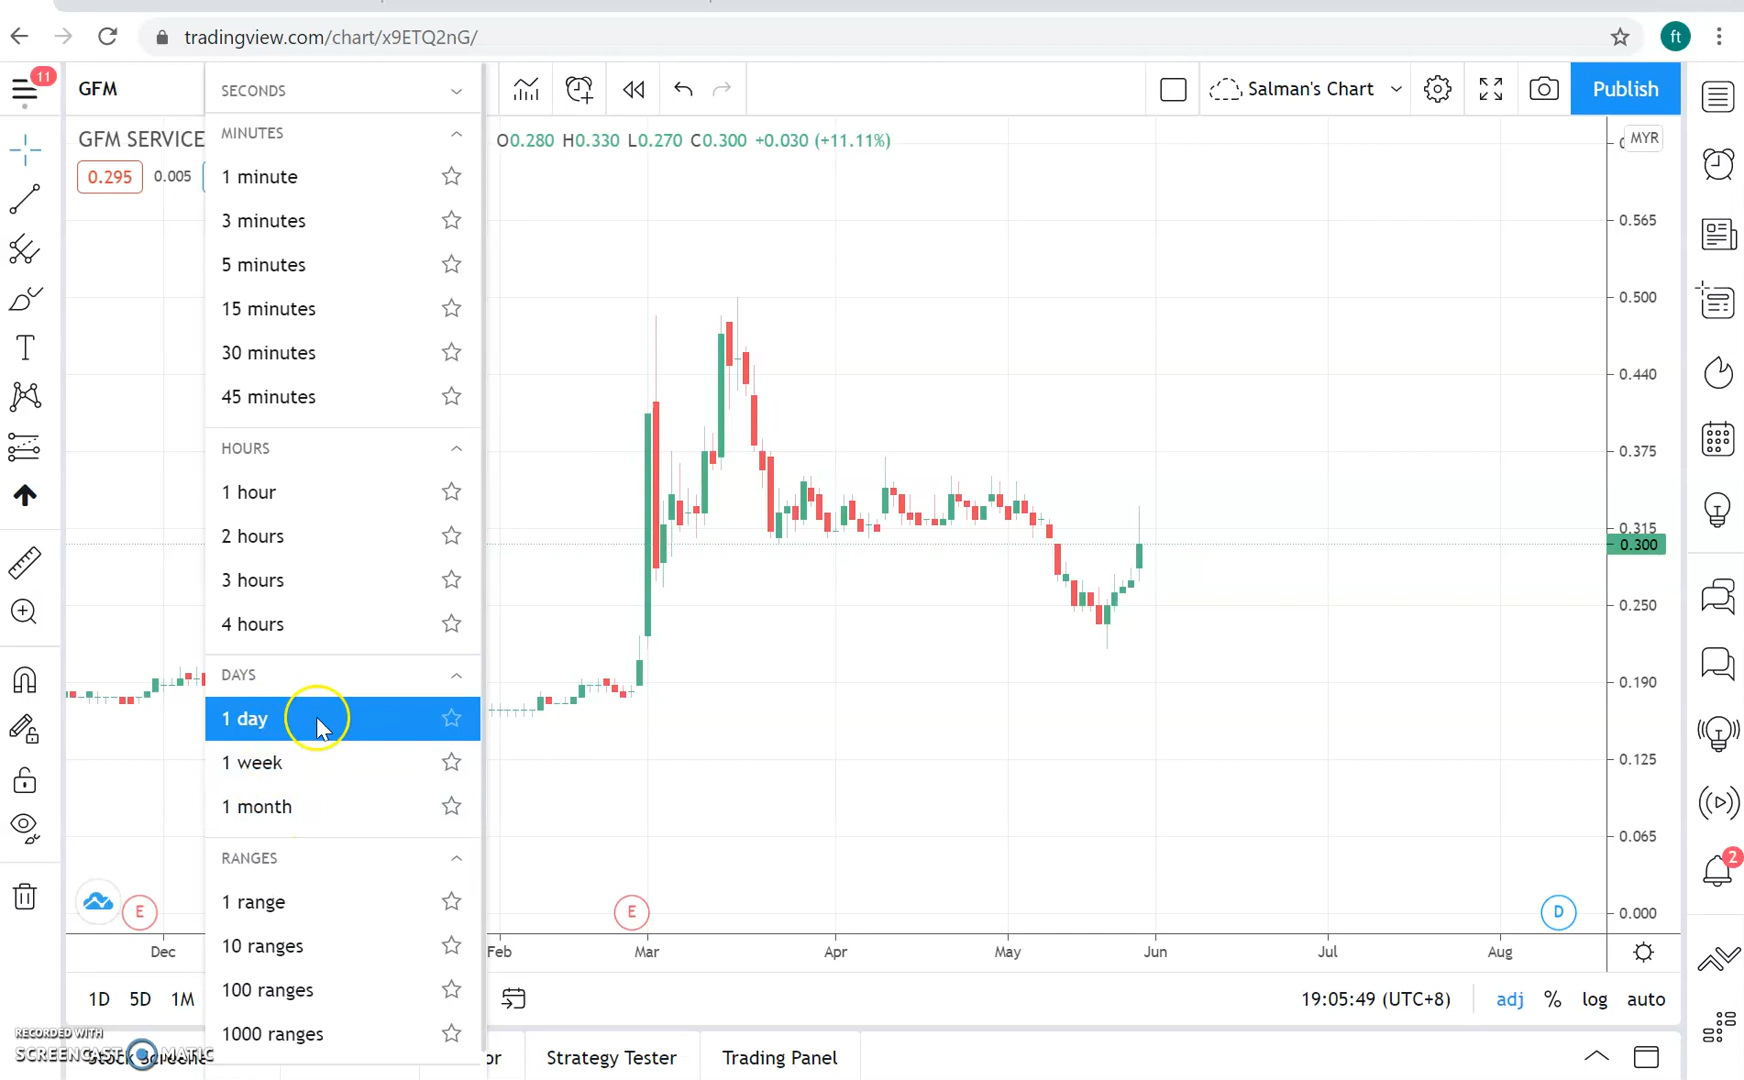 tradingview.com/chart/x9ETQ2nG/
ft
11
GFM
SECONDS
Salman's Chart
Publish
GFM SERVICE
O0.280 H0.330 L0.270 C0.300 +0.030 (+11.11%)
MYR
0.295
0.005
MINUTES
1 minute
3 minutes
5 minutes
15 minutes
30 minutes
45 minutes
HOURS
1 hour
2 hours
3 hours
4 hours
DAYS
1 day
1 week
1 month
RANGES
1 range
10 ranges
100 ranges
1000 ranges
0.565
0.500
0.440
0.375
0.315
0.300
0.250
0.190
0.125
0.065
0.000
2
E
E
D
Dec
Feb
Mar
Apr
May
Jun
Jul
Aug
1D 5D 1M
19:05:49 (UTC+8)
adj % log auto
RECORDED WITH
SCREENCAST MATIC
or
Strategy Tester
Trading Panel